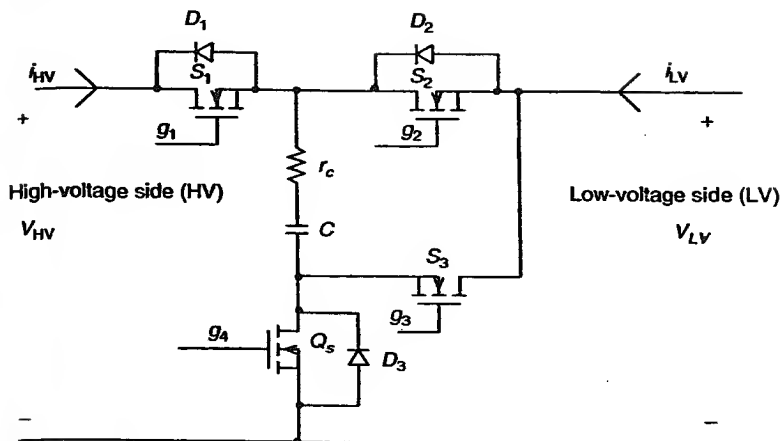 D1 D2
iHV S1 S2 iLV
+ g1 g2 +
rc
High-voltage side (HV) Low-voltage side (LV)
VHV C VLV
S3
g3
g4 Qs D3
– –